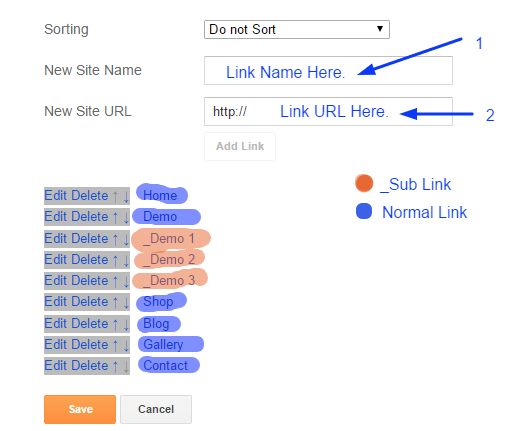 Sorting Do not Sort
1
New Site Name Link Name Here.
New Site URL http:// Link URL Here. 2
Add Link
_Sub Link
Normal Link
Edit Delete ↑ ↓ Home
Edit Delete ↑ ↓ Demo
Edit Delete ↑ ↓ _Demo 1
Edit Delete ↑ ↓ _Demo 2
Edit Delete ↑ ↓ _Demo 3
Edit Delete ↑ ↓ Shop
Edit Delete ↑ ↓ Blog
Edit Delete ↑ ↓ Gallery
Edit Delete ↑ ↓ Contact
Save Cancel